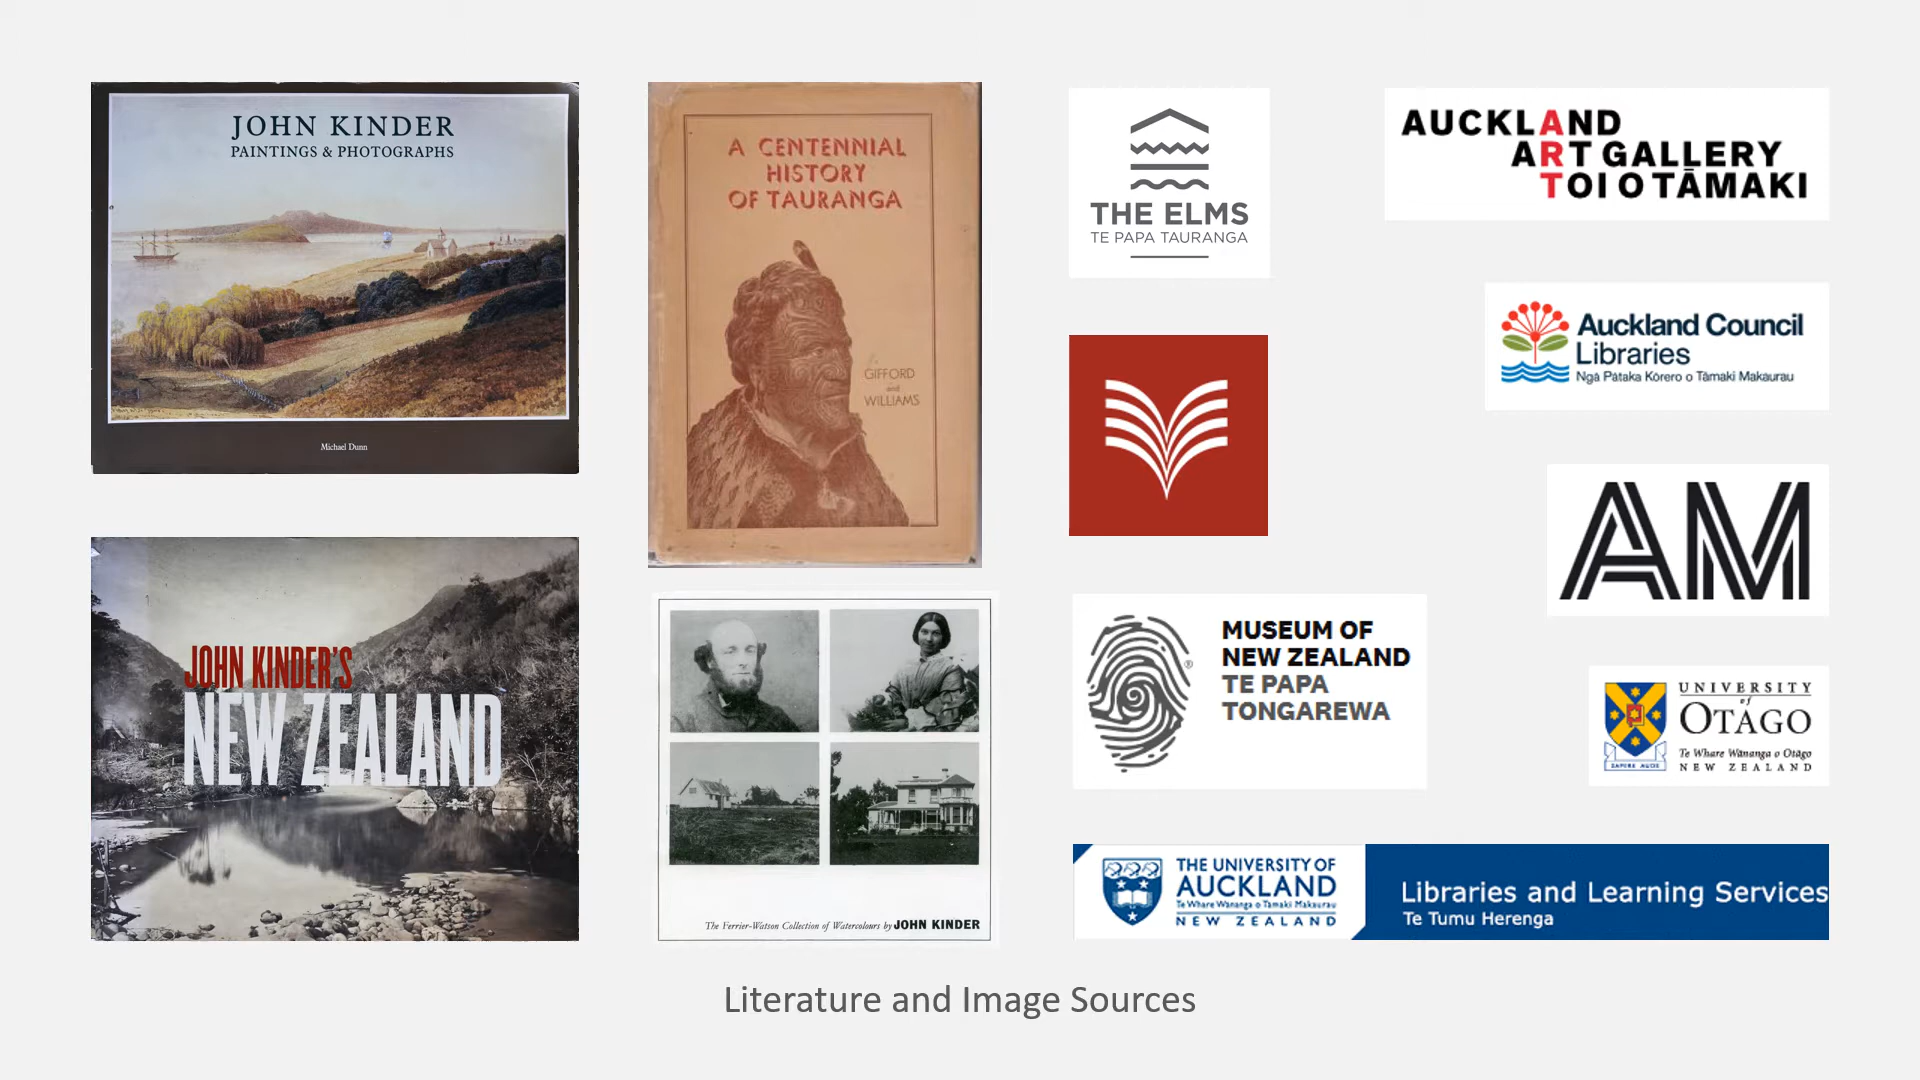 JOHN KINDER
PAINTINGS & PHOTOGRAPHS
Michael Dunn
JOHN KINDER'S
NEW ZEALAND
A CENTENNIAL
HISTORY
OF TAURANGA
GIFFORD
and
WILLIAMS
The Ferrier-Watson Collection of Watercolours by JOHN KINDER
THE ELMS
TE PAPA TAURANGA
AUCKLAND
ART GALLERY
TOI O TĀMAKI
Auckland Council
Libraries
Ngā Pātaka Kōrero o Tāmaki Makaurau
AM
MUSEUM OF
NEW ZEALAND
TE PAPA
TONGAREWA
®
UNIVERSITY
of
OTAGO
Te Whare Wānanga o Otāgo
NEW ZEALAND
SAPERE AUDE
THE UNIVERSITY OF
AUCKLAND
Te Whare Wānanga o Tāmaki Makaurau
NEW ZEALAND
Libraries and Learning Services
Te Tumu Herenga
Literature and Image Sources